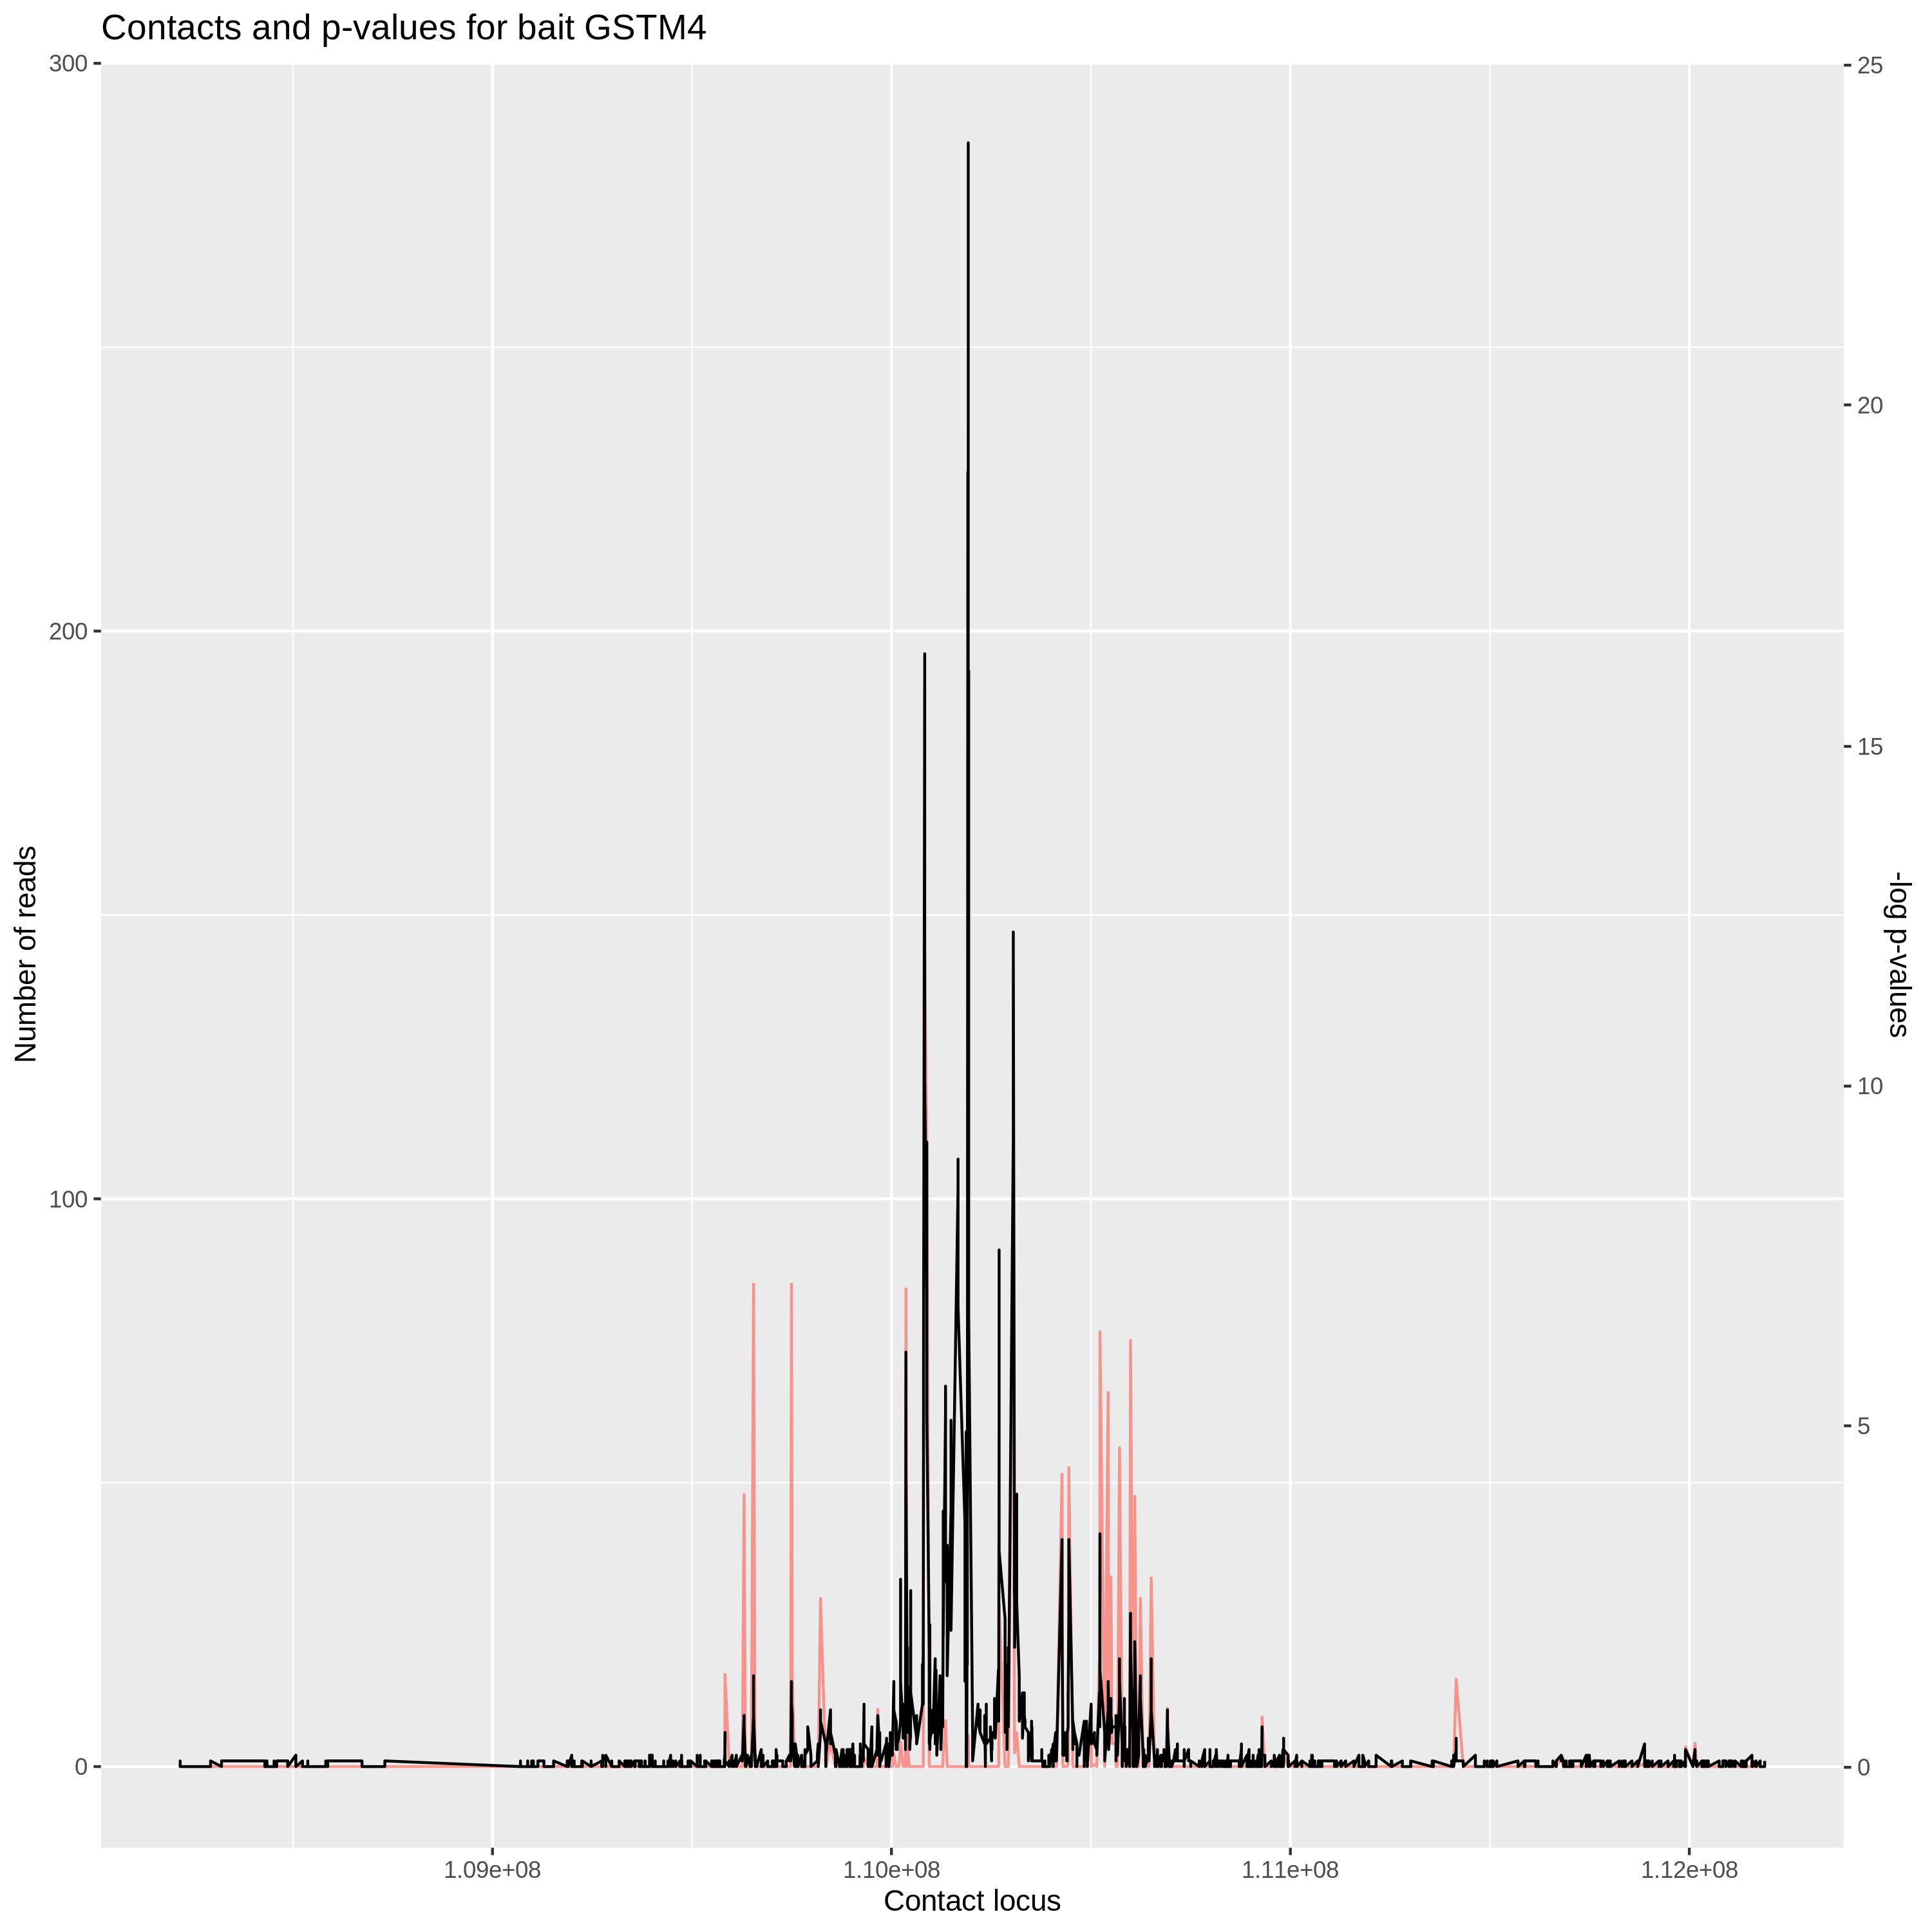 Contacts and p-values for bait GSTM4
300
200
100
0
Number of reads
25
20
15
10
5
0
-log p-values
1.09e+08 1.10e+08 1.11e+08 1.12e+08
Contact locus